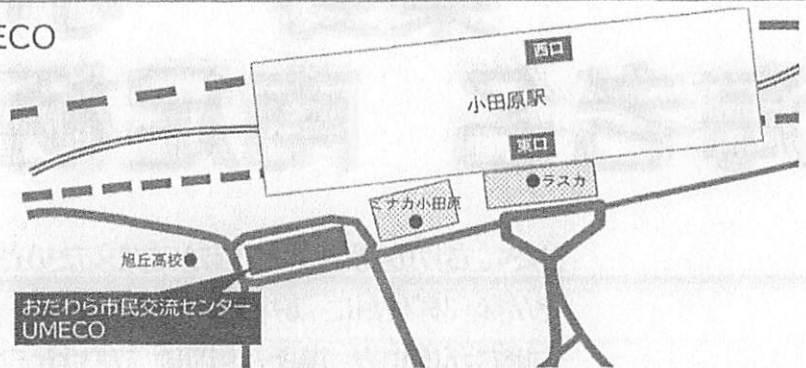 ECO
西口
小田原駅
東口
ラスカ
ミナカ小田原
旭丘高校
おだわら市民交流センター
UMECO